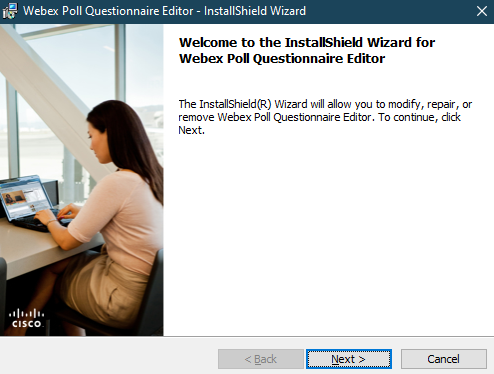 Webex Poll Questionnaire Editor - InstallShield Wizard
Welcome to the InstallShield Wizard for
Webex Poll Questionnaire Editor
The InstallShield(R) Wizard will allow you to modify, repair, or
remove Webex Poll Questionnaire Editor. To continue, click
Next.
CISCO
< Back
Next >
Cancel